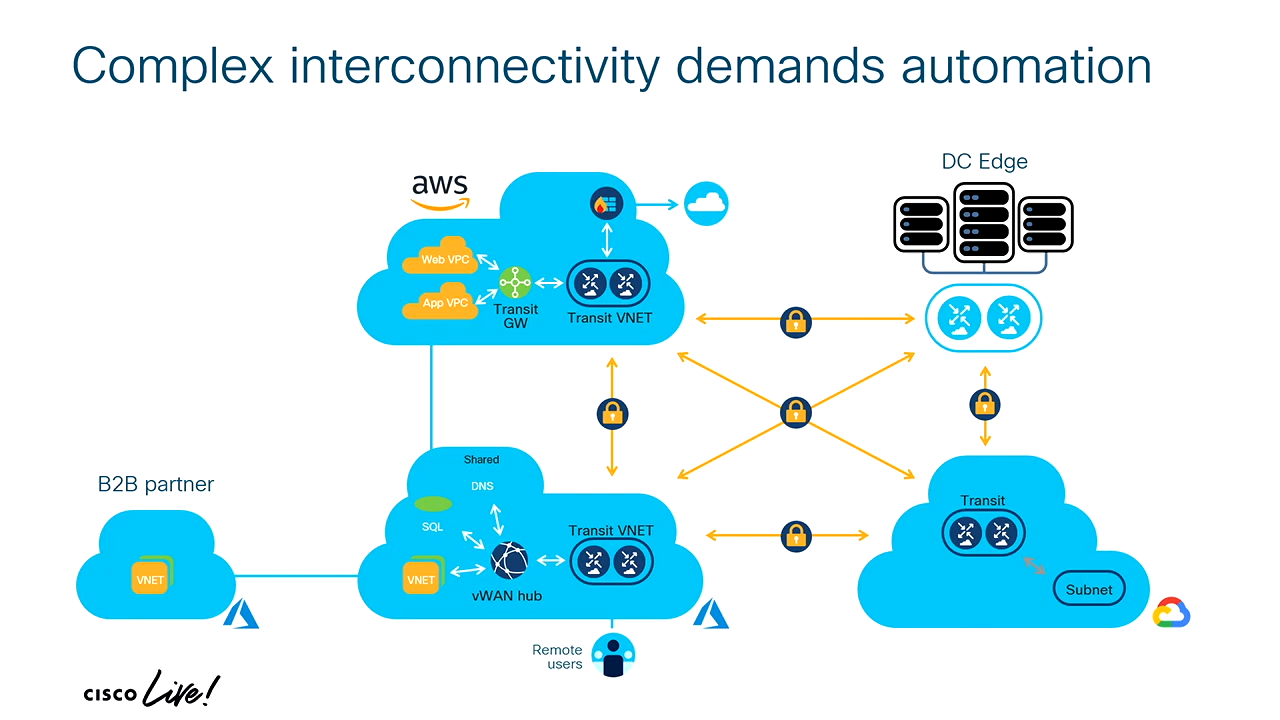 Complex interconnectivity demands automation
DC Edge
aws
Web VPC
App VPC
Transit
GW
Transit VNET
Shared
DNS
SQL
VNET
vWAN hub
Transit VNET
B2B partner
VNET
Transit
Subnet
Remote
users
CISCO Live!